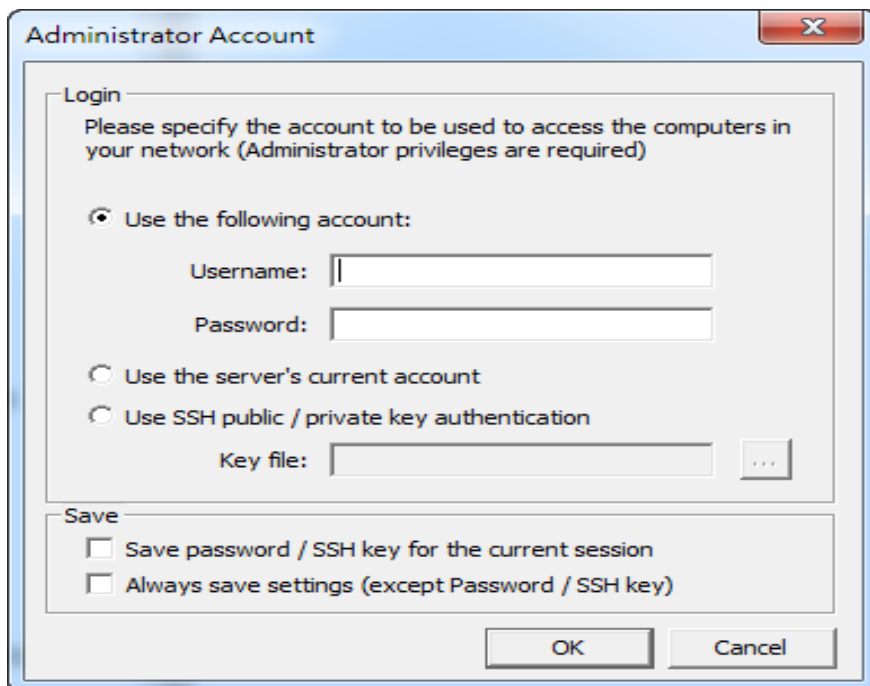 Administrator Account
Login
Please specify the account to be used to access the computers in
your network (Administrator privileges are required)
Use the following account:
Username:
Password:
Use the server's current account
Use SSH public / private key authentication
Key file:
...
Save
Save password / SSH key for the current session
Always save settings (except Password / SSH key)
OK
Cancel